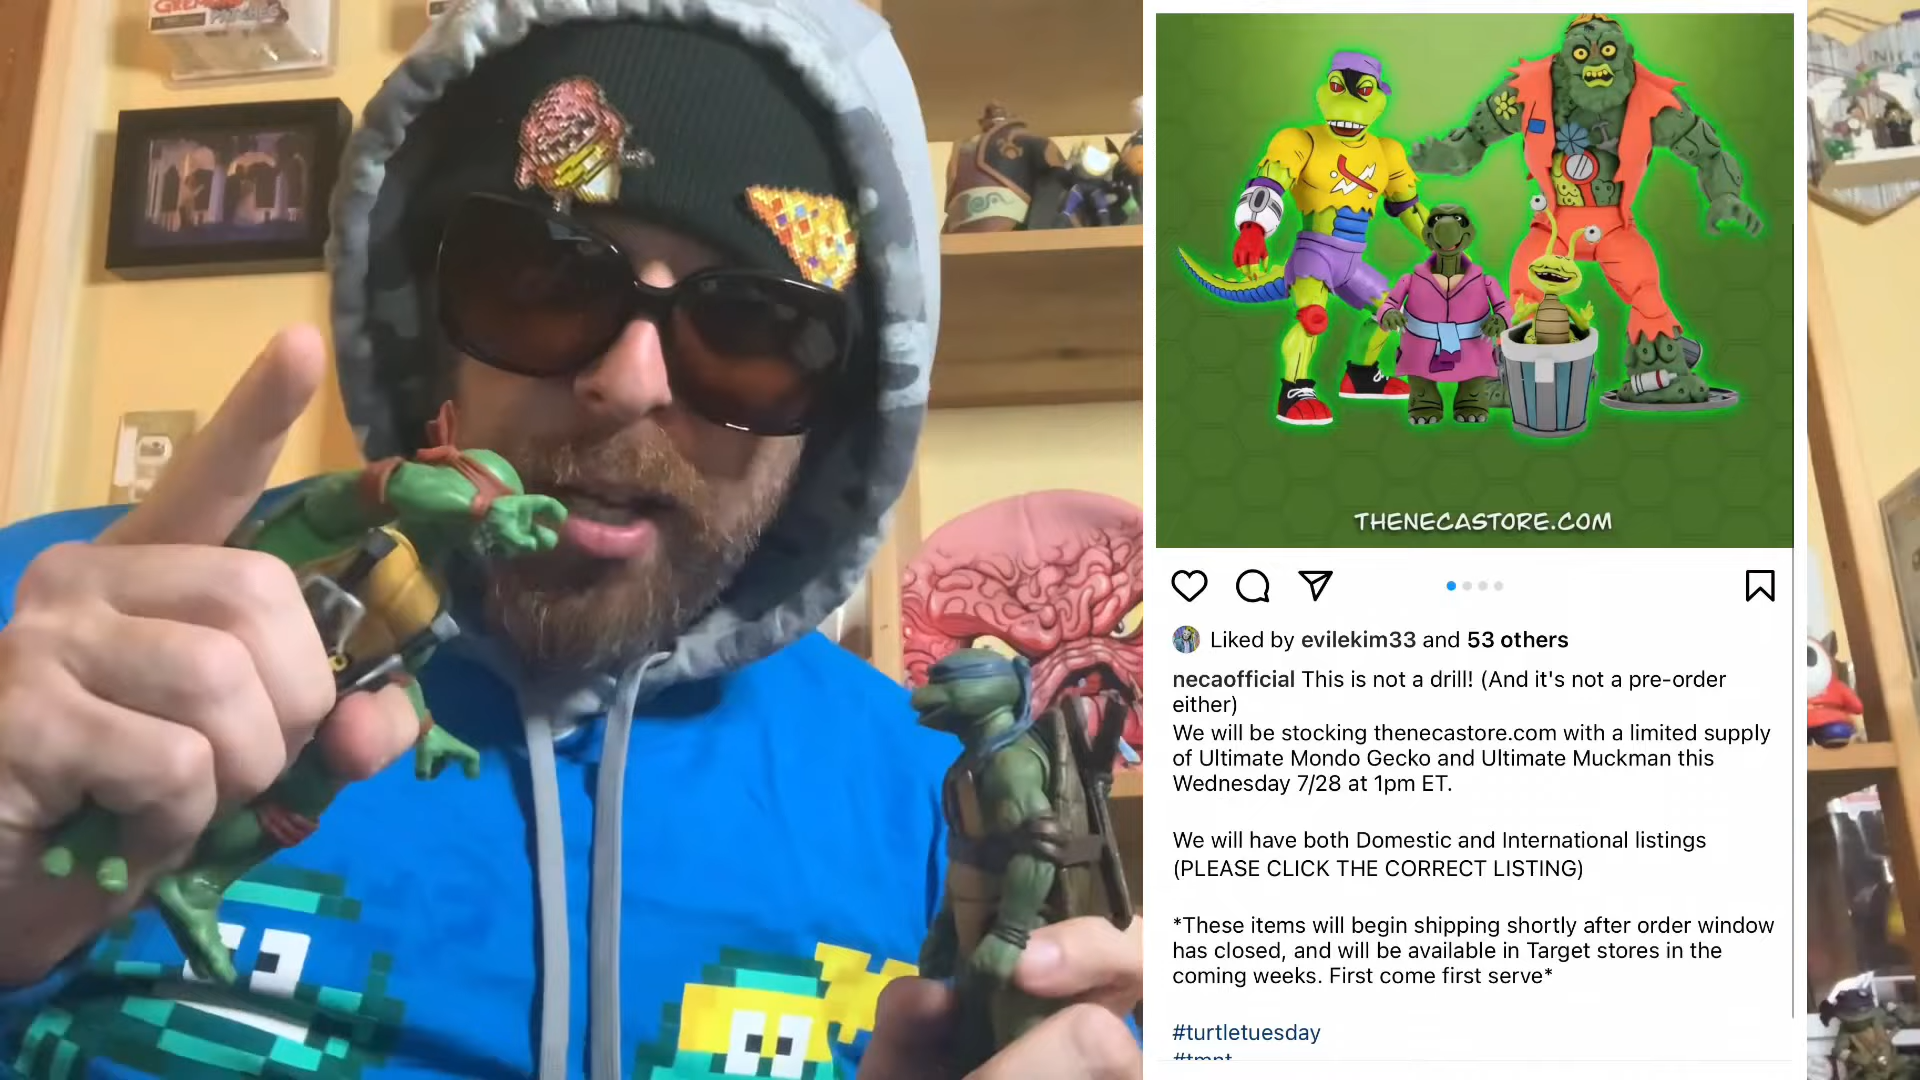 GREMLINS
PATCHES
THENECASTORE.COM
Liked by evilekim33 and 53 others
necaofficial This is not a drill! (And it's not a pre-order
either)
We will be stocking thenecastore.com with a limited supply
of Ultimate Mondo Gecko and Ultimate Muckman this
Wednesday 7/28 at 1pm ET.
We will have both Domestic and International listings
(PLEASE CLICK THE CORRECT LISTING)
*These items will begin shipping shortly after order window
has closed, and will be available in Target stores in the
coming weeks. First come first serve*
#turtletuesday
#tmnt